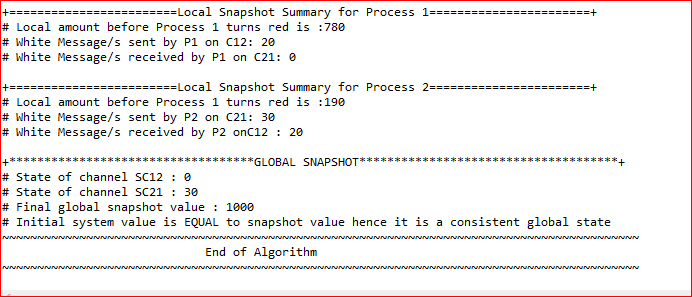 +========================Local Snapshot Summary for Process 1=======================+
# Local amount before Process 1 turns red is :780
# White Message/s sent by P1 on C12: 20
# White Message/s received by P1 on C21: 0
+========================Local Snapshot Summary for Process 2=======================+
# Local amount before Process 1 turns red is :190
# White Message/s sent by P2 on C21: 30
# White Message/s received by P2 onC12 : 20
+***********************************GLOBAL SNAPSHOT*************************************+
# State of channel SC12 : 0
# State of channel SC21 : 30
# Final global snapshot value : 1000
# Initial system value is EQUAL to snapshot value hence it is a consistent global state
~~~~~~~~~~~~~~~~~~~~~~~~~~~~~~~~~~~~~~~~~~~~~~~~~~~~~~~~~~~~~~~~~~~~~~~~~~~~~~~~~~~~~~~~~~~
End of Algorithm
~~~~~~~~~~~~~~~~~~~~~~~~~~~~~~~~~~~~~~~~~~~~~~~~~~~~~~~~~~~~~~~~~~~~~~~~~~~~~~~~~~~~~~~~~~~